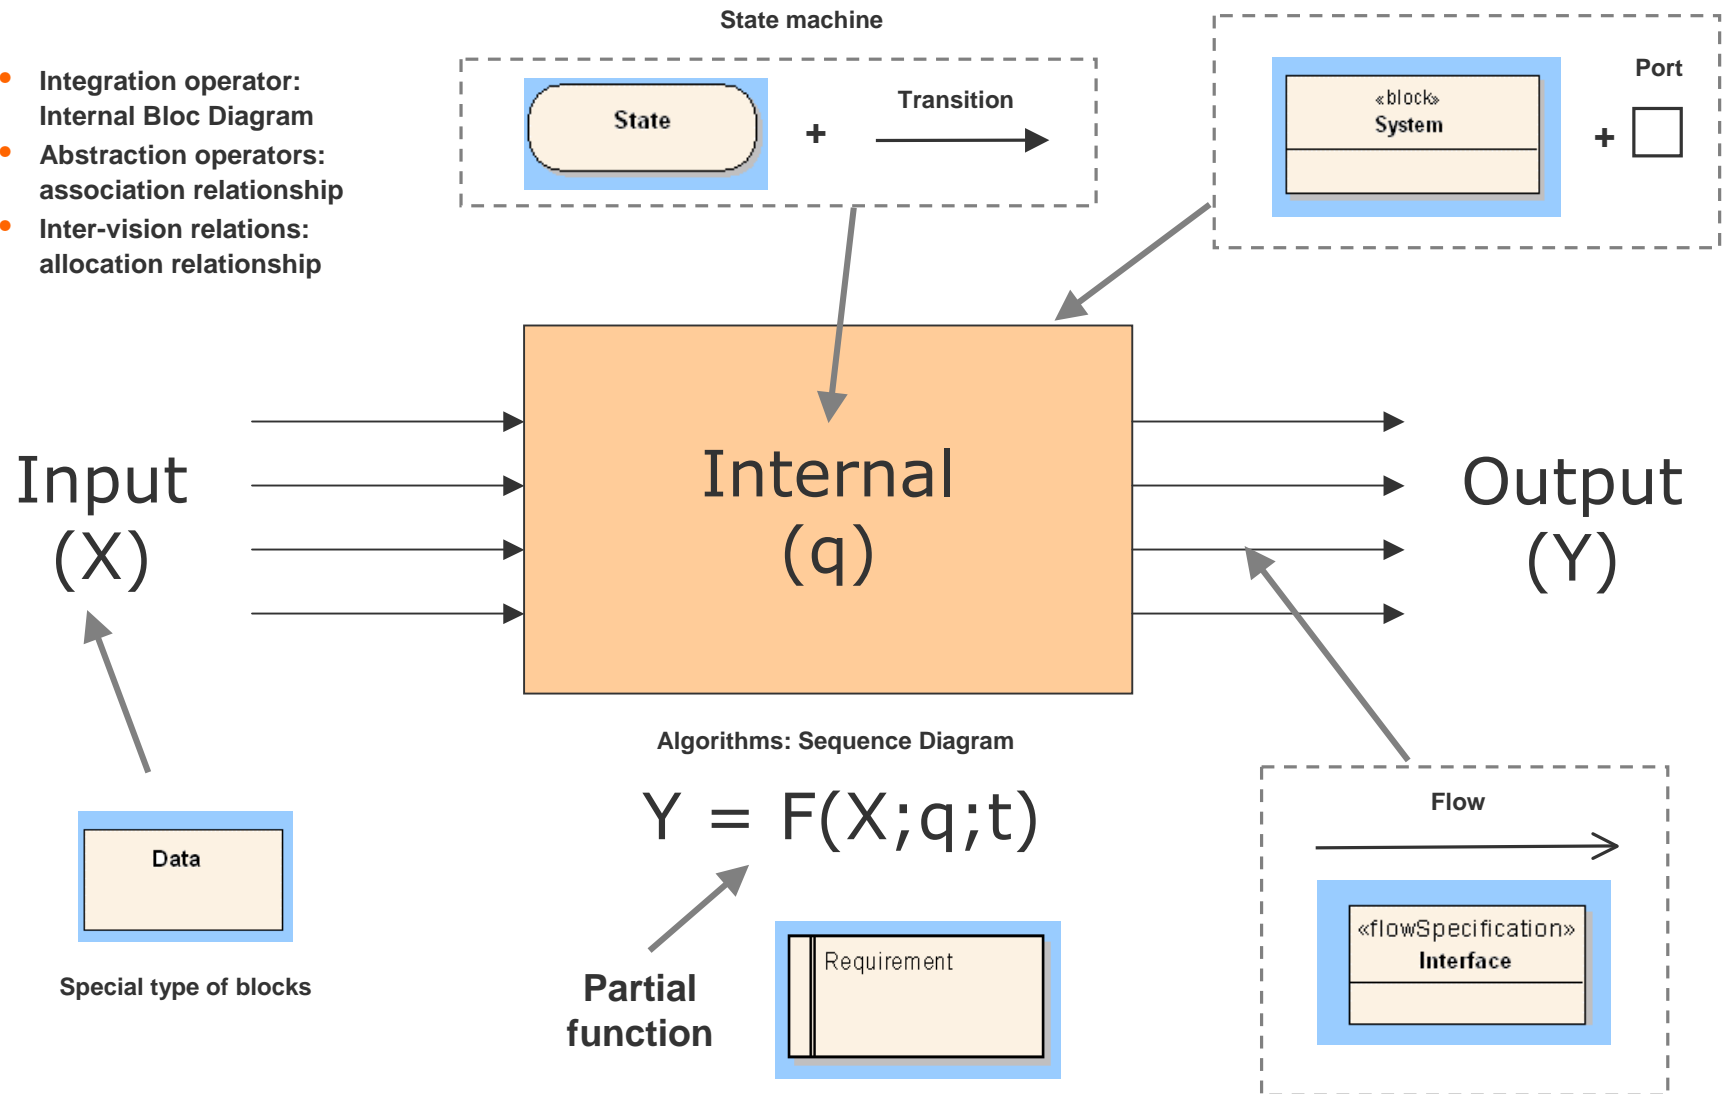 State machine
• Integration operator:
Internal Bloc Diagram
• Abstraction operators:
association relationship
• Inter-vision relations:
allocation relationship
State
+
Transition
«block»
System
+
Port
Input
(X)
Internal
(q)
Output
(Y)
Algorithms: Sequence Diagram
Y = F(X;q;t)
Data
Special type of blocks
Partial
function
Requirement
Flow
«flowSpecification»
Interface